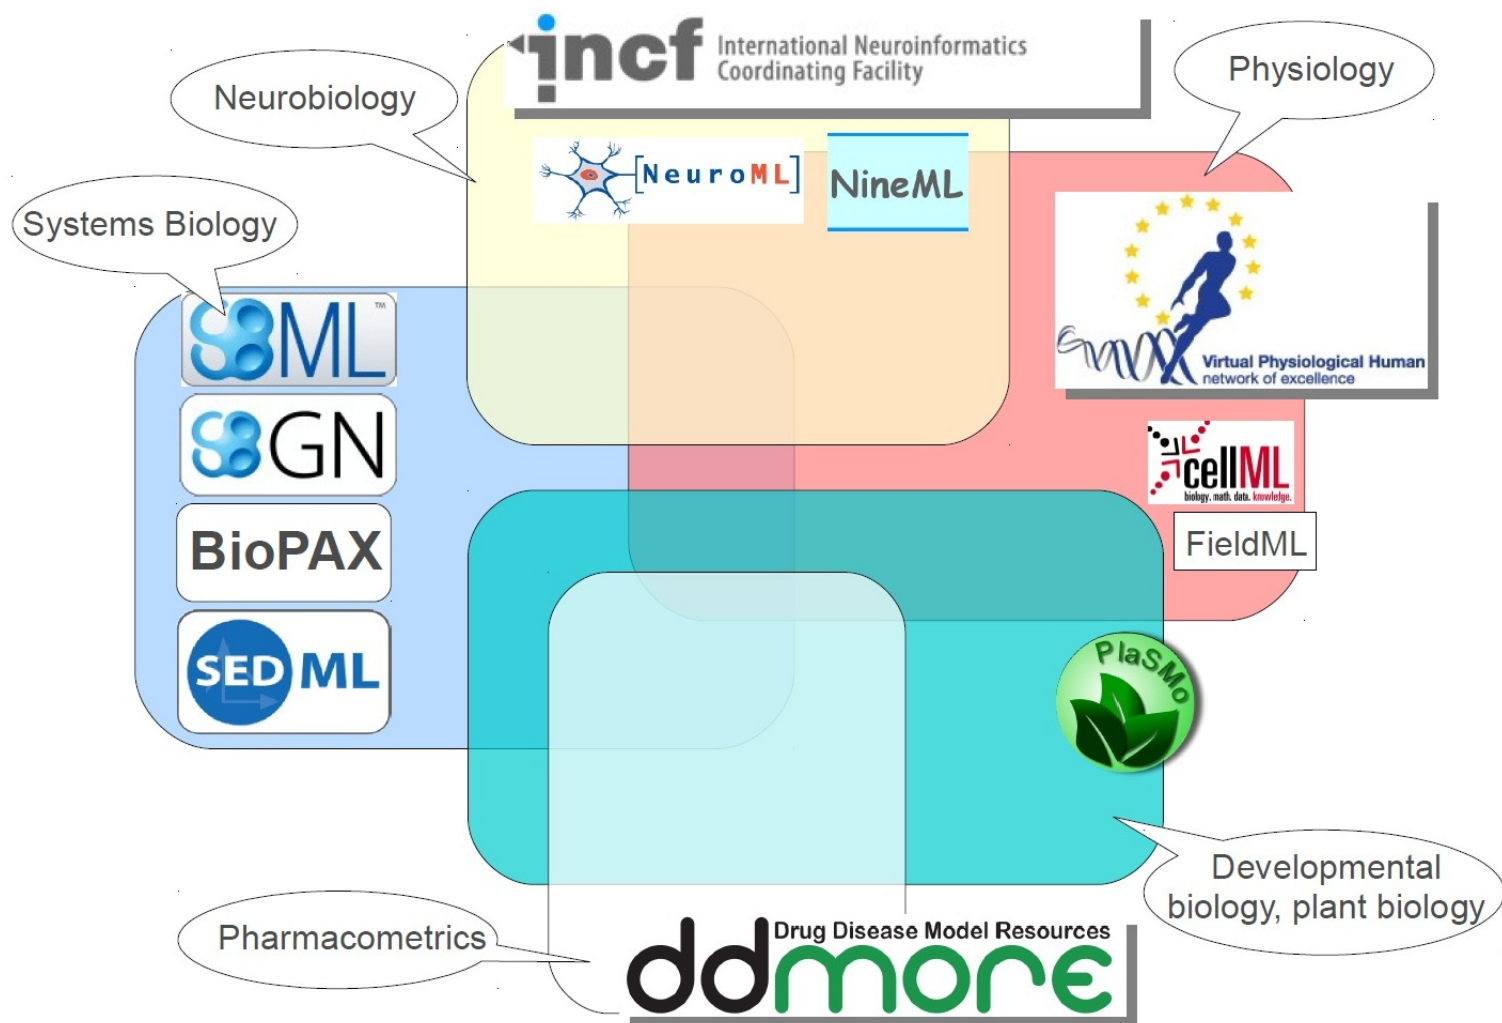 incf International Neuroinformatics
Coordinating Facility
Neurobiology
Physiology
[NeuroML]
NineML
Systems Biology
SBML™
Virtual Physiological Human
network of excellence
SBGN
cellML
biology. math. data. knowledge.
BioPAX
FieldML
SED ML
PlaSMo
Developmental
biology, plant biology
Pharmacometrics
Drug Disease Model Resources
ddmore